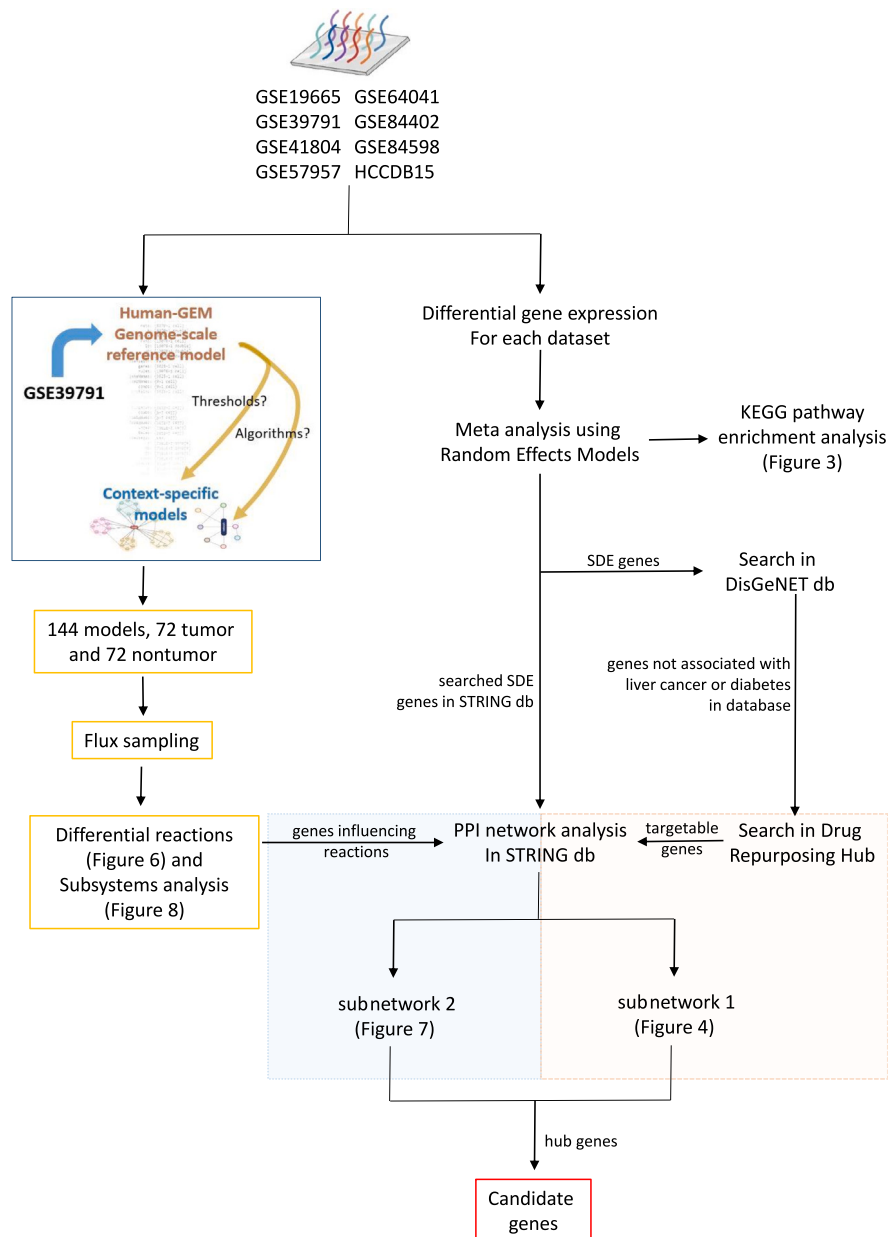 GSE19665 GSE64041
GSE39791 GSE84402
GSE41804 GSE84598
GSE57957 HCCDB15
Human-GEM
Genome-scale
reference model
GSE39791
Thresholds?
Algorithms?
Context-specific
models
144 models, 72 tumor
and 72 nontumor
Flux sampling
Differential reactions
(Figure 6) and
Subsystems analysis
(Figure 8)
Differential gene expression
For each dataset
Meta analysis using
Random Effects Models
KEGG pathway
enrichment analysis
(Figure 3)
SDE genes
Search in
DisGeNET db
searched SDE
genes in STRING db
genes not associated with
liver cancer or diabetes
in database
genes influencing
reactions
PPI network analysis
In STRING db
targetable
genes
Search in Drug
Repurposing Hub
subnetwork 2
(Figure 7)
subnetwork 1
(Figure 4)
hub genes
Candidate
genes